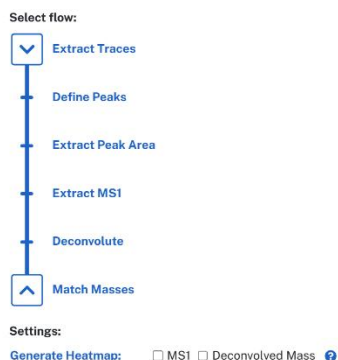 Select flow:
Extract Traces
Define Peaks
Extract Peak Area
Extract MS1
Deconvolute
Match Masses
Settings:
Generate Heatmap: MS1 Deconvolved Mass ?